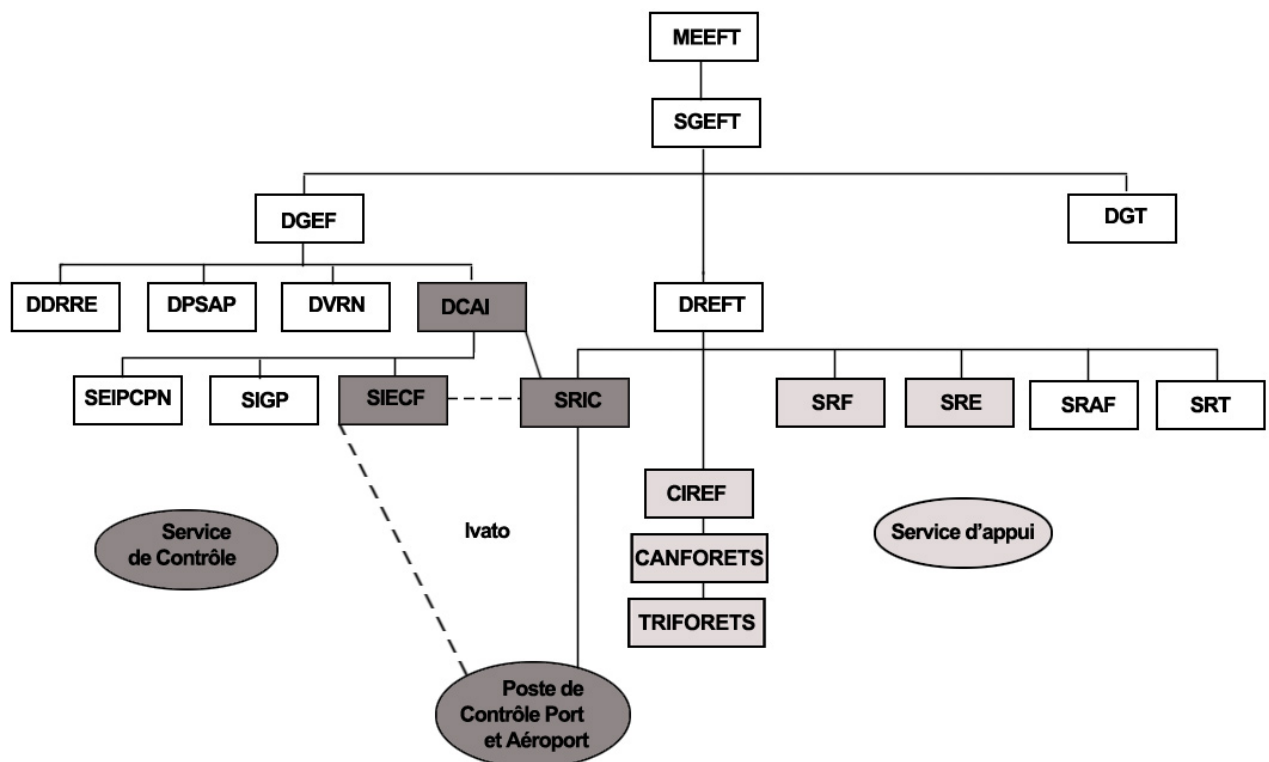 MEEFT
SGEFT
DGEF
DGT
DDRRE
DPSAP
DVRN
DCAI
DREFT
SEIPCPN
SIGP
SIECF
SRIC
SRF
SRE
SRAF
SRT
CIREF
Service
de Contrôle
Ivato
Service d’appui
CANFORETS
TRIFORETS
Poste de
Contrôle Port
et Aéroport